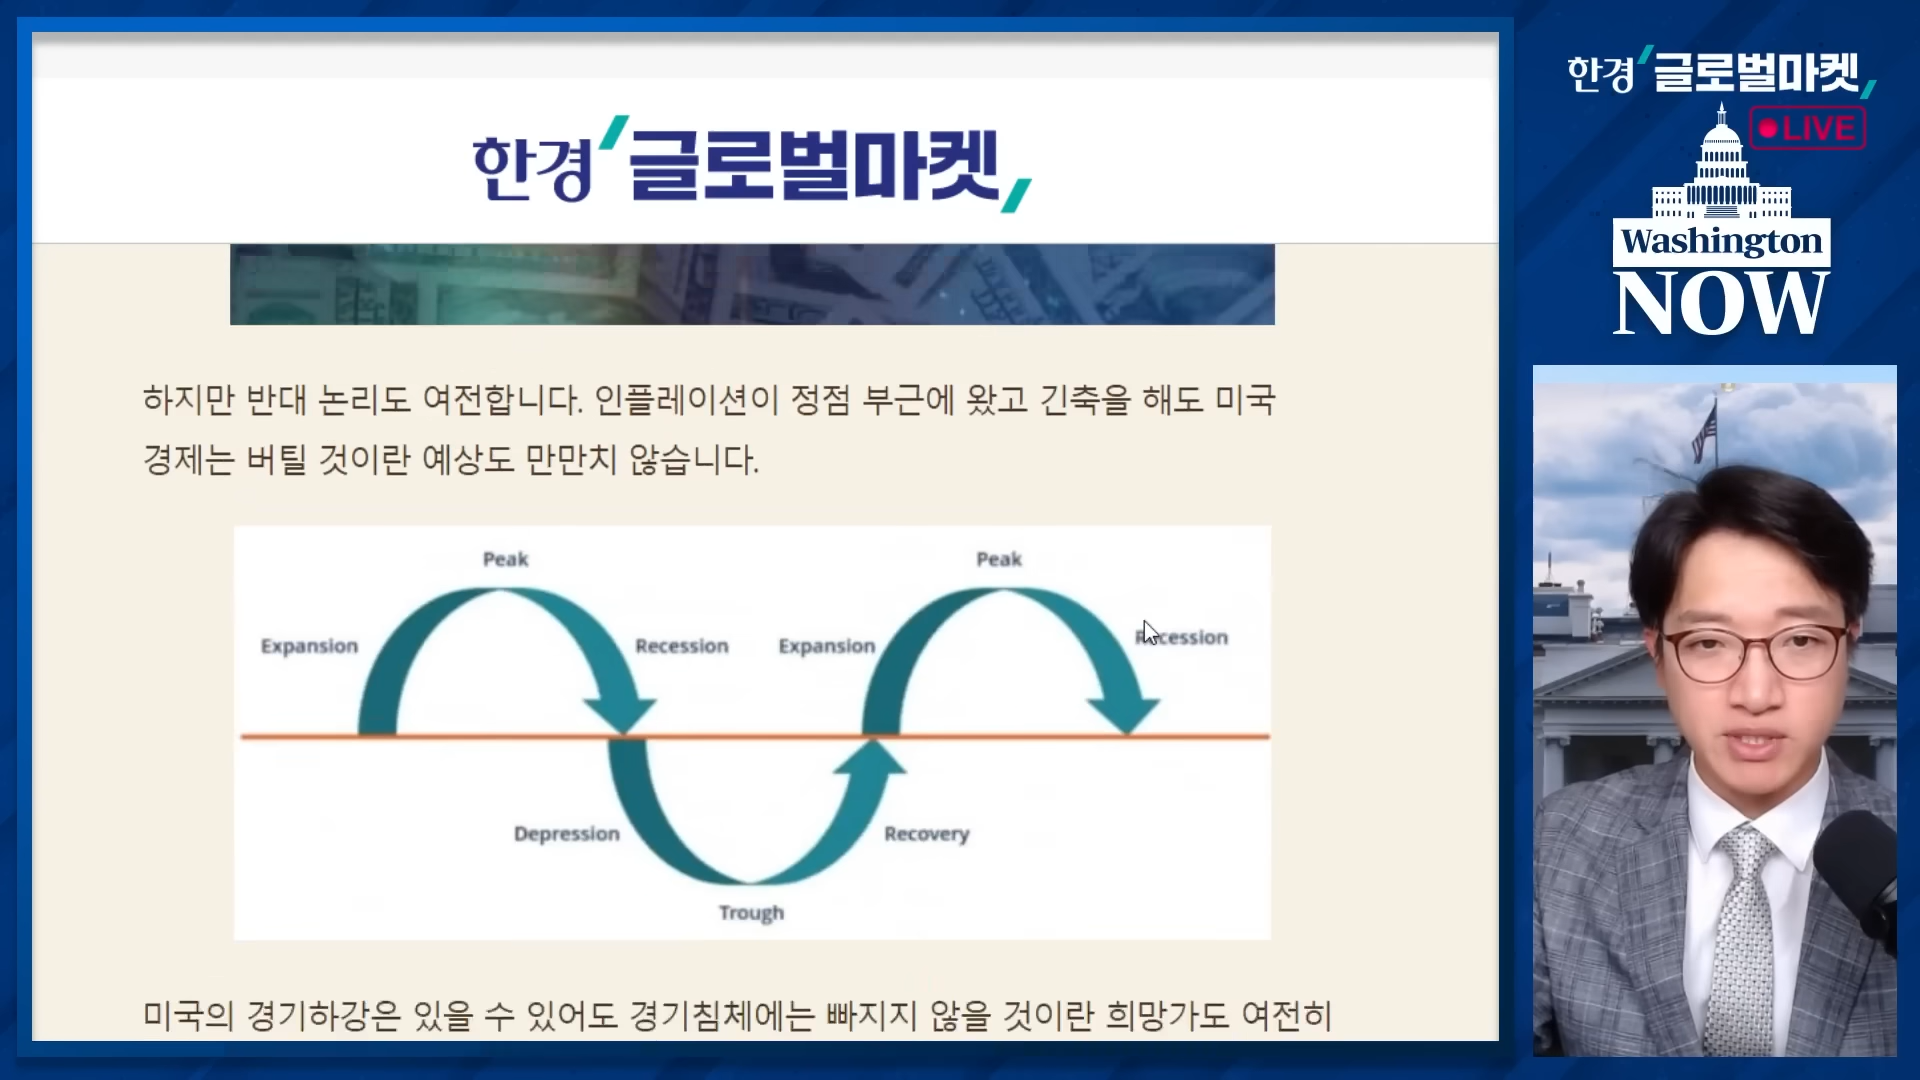 한경 글로벌마켓
하지만 반대 논리도 여전합니다. 인플레이션이 정점 부근에 왔고 긴축을 해도 미국
경제는 버틸 것이란 예상도 만만치 않습니다.
Peak
Peak
Expansion
Recession
Expansion
Recession
Depression
Recovery
Trough
미국의 경기하강은 있을 수 있어도 경기침체에는 빠지지 않을 것이란 희망가도 여전히
한경 글로벌마켓
LIVE
Washington
NOW